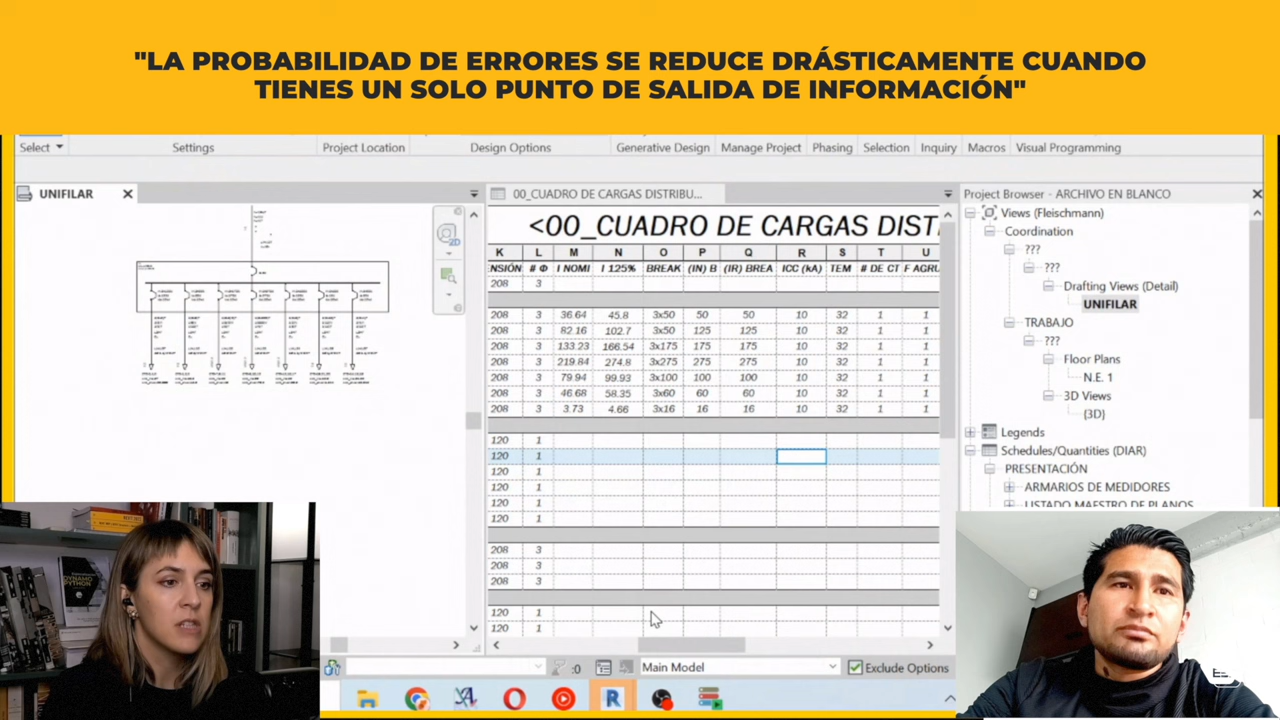 "LA PROBABILIDAD DE ERRORES SE REDUCE DRÁSTICAMENTE CUANDO
TIENES UN SOLO PUNTO DE SALIDA DE INFORMACIÓN"
Select Settings Project Location Design Options Generative Design Manage Project Phasing Selection Inquiry Macros Visual Programming
UNIFILAR
00_CUADRO DE CARGAS DISTRIBU...
<00_CUADRO DE CARGAS DISTI
K L M N O P Q R S T U
ENSIÓN # Φ I NOMI I 125% BREAK (IN) B (IR) BREA ICC (kA) TEM # DE CT F AGRU
208 3
208 3 36.64 45.8 3x50 50 50 10 32 1 1
208 3 82.16 102.7 3x50 125 125 10 32 1 1
208 3 133.23 166.54 3x175 175 175 10 32 1 1
208 3 219.84 274.8 3x275 275 275 10 32 1 1
208 3 79.94 99.93 3x100 100 100 10 32 1 1
208 3 46.68 58.35 3x60 60 60 10 32 1 1
208 3 3.73 4.66 3x16 16 16 10 32 1 1
120 1
120 1
120 1
120 1
120 1
120 1
208 3
208 3
208 3
120 1
120 1
Project Browser - ARCHIVO EN BLANCO
Views (Fleischmann)
Coordination
???
???
Drafting Views (Detail)
UNIFILAR
TRABAJO
???
Floor Plans
N.E. 1
3D Views
{3D}
Legends
Schedules/Quantities (DIAR)
PRESENTACIÓN
ARMARIOS DE MEDIDORES
LISTADO MAESTRO DE PLANOS
:0 Main Model Exclude Options
DYNAMO
PYTHON